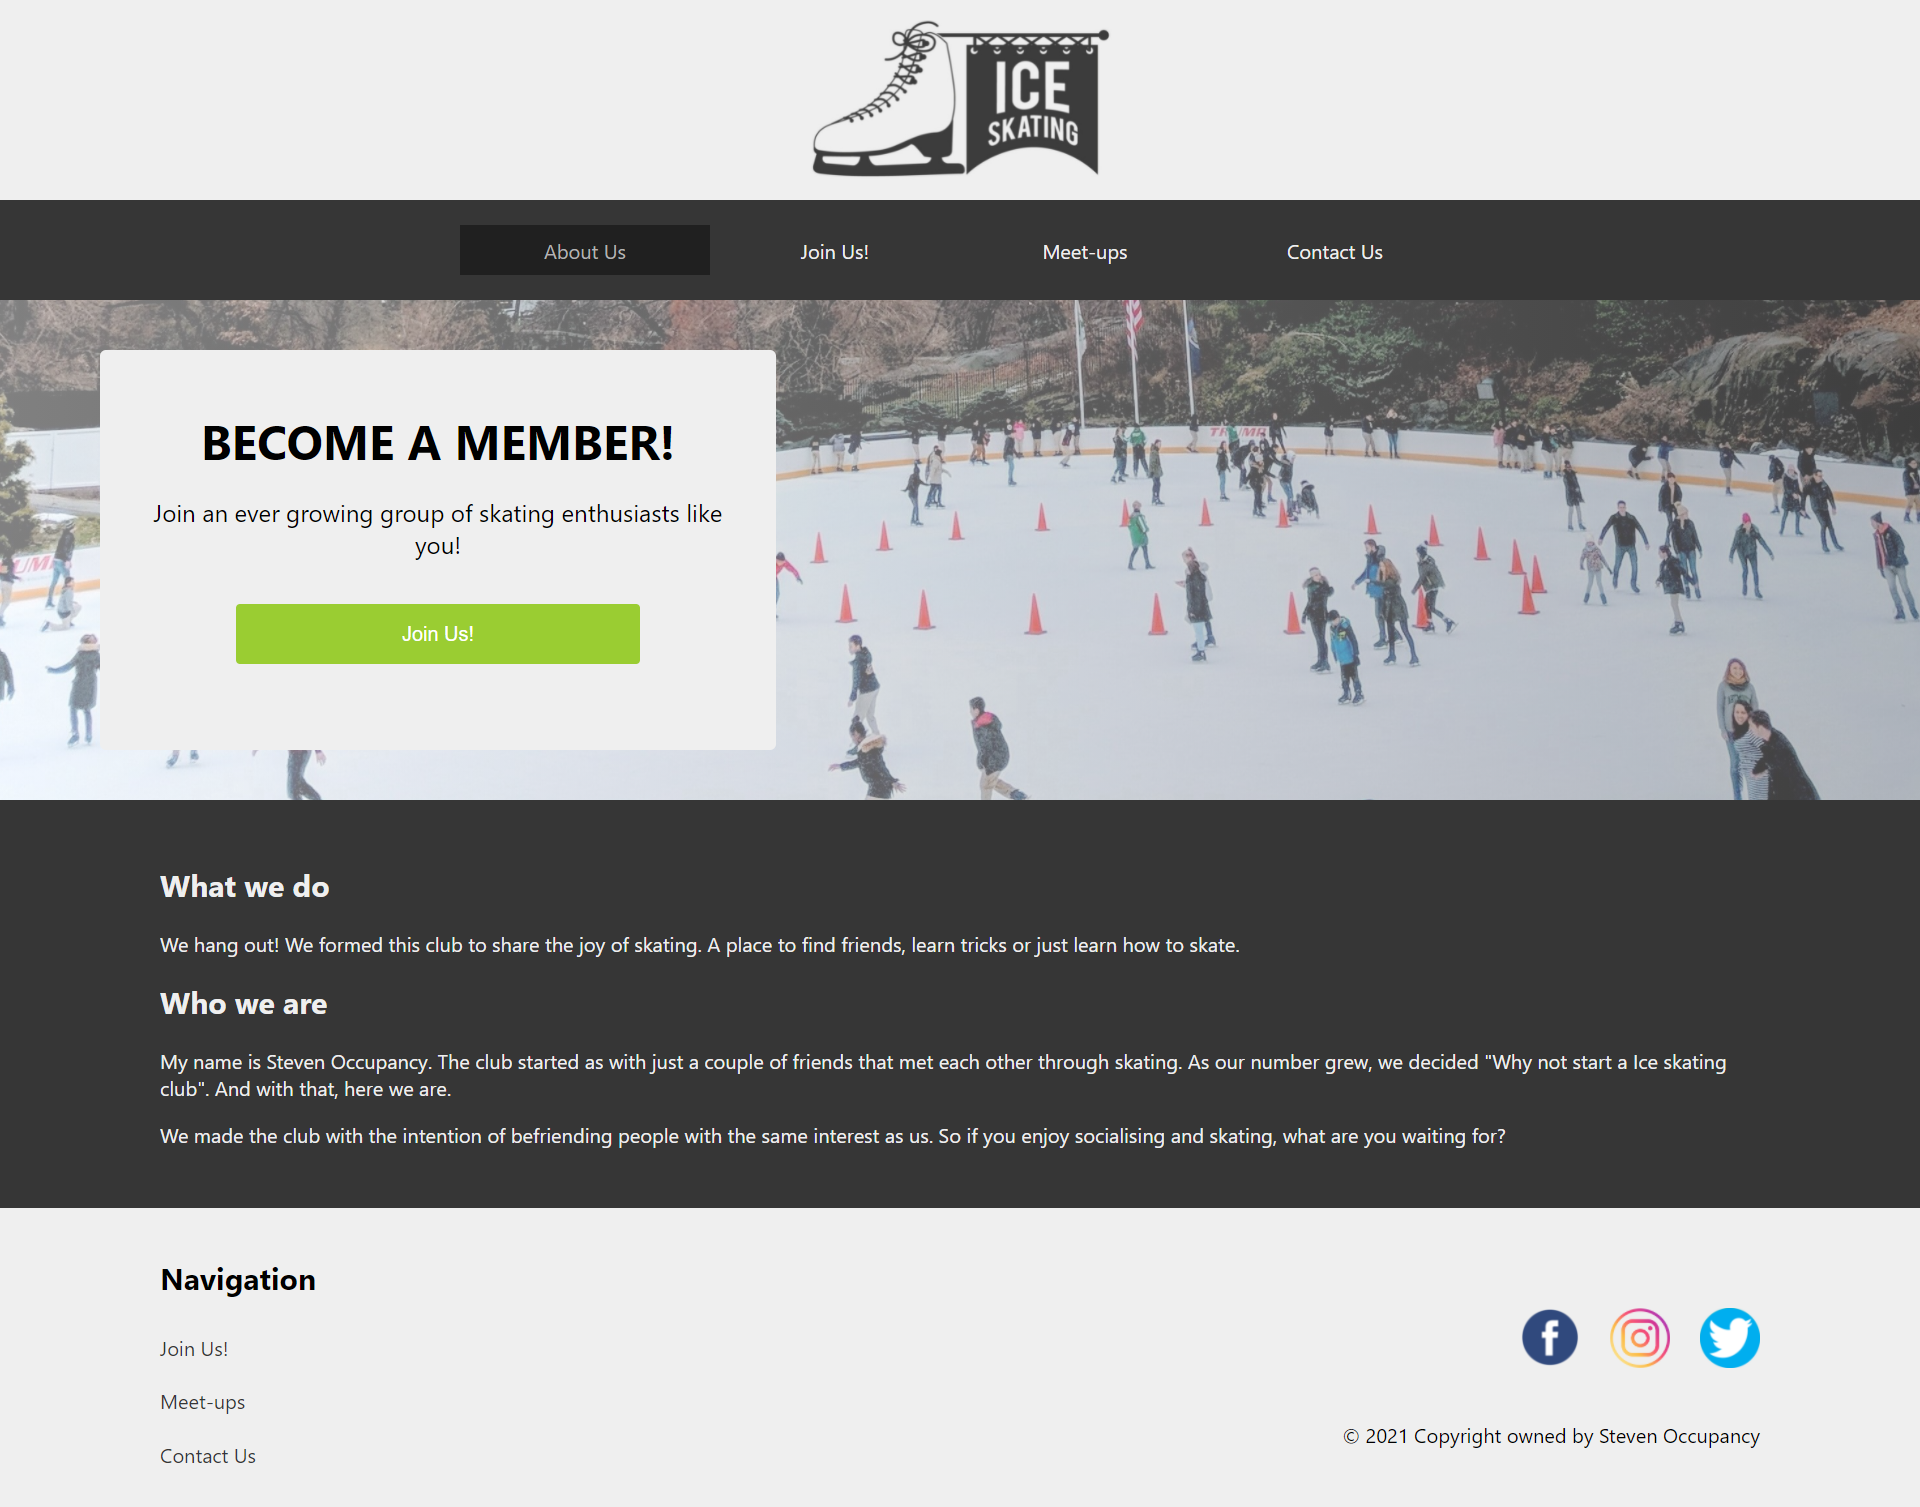 ICE
SKATING
About Us
Join Us!
Meet-ups
Contact Us
TRUMP
BECOME A MEMBER!
Join an ever growing group of skating enthusiasts like
you!
Join Us!
What we do
We hang out! We formed this club to share the joy of skating. A place to find friends, learn tricks or just learn how to skate.
Who we are
My name is Steven Occupancy. The club started as with just a couple of friends that met each other through skating. As our number grew, we decided "Why not start a Ice skating
club". And with that, here we are.
We made the club with the intention of befriending people with the same interest as us. So if you enjoy socialising and skating, what are you waiting for?
Navigation
Join Us!
Meet-ups
Contact Us
© 2021 Copyright owned by Steven Occupancy